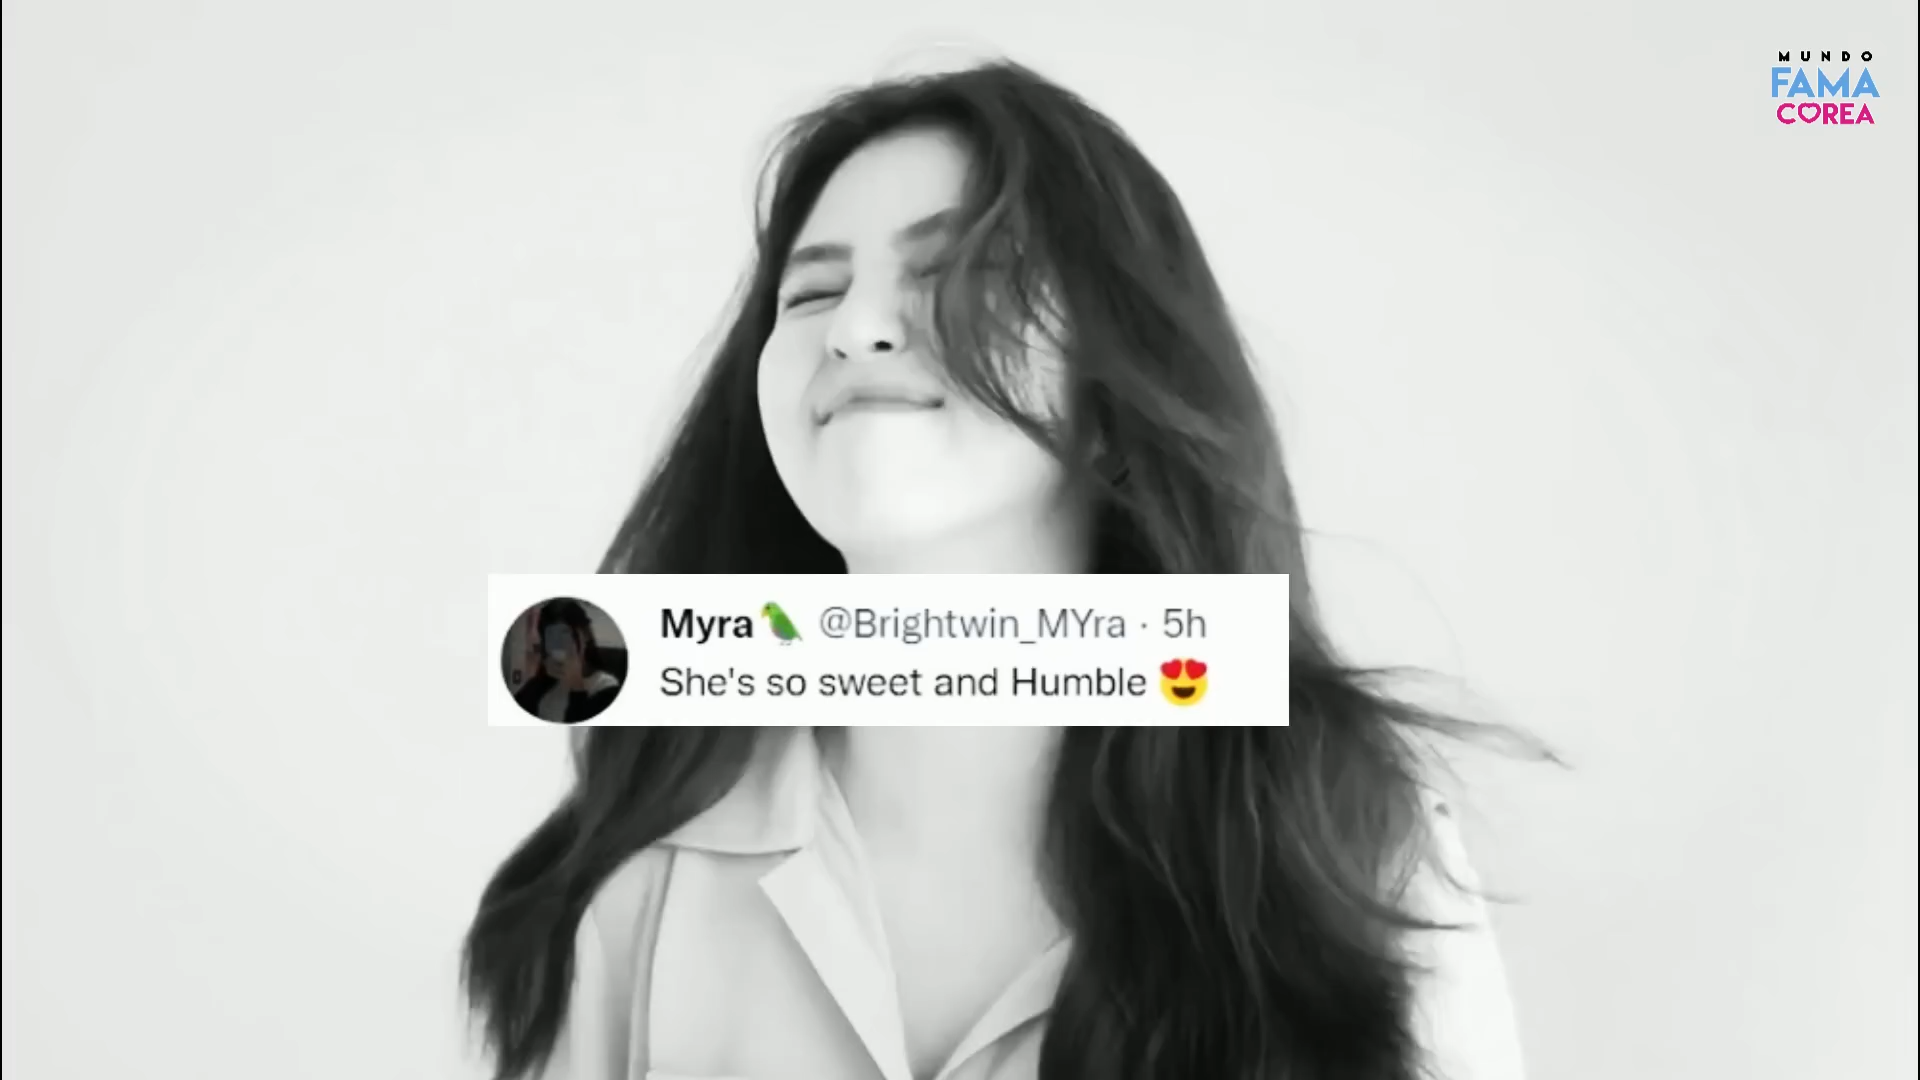 MUNDO
FAMA
COREA
Myra🦜 @Brightwin_MYra · 5h
She's so sweet and Humble 😍